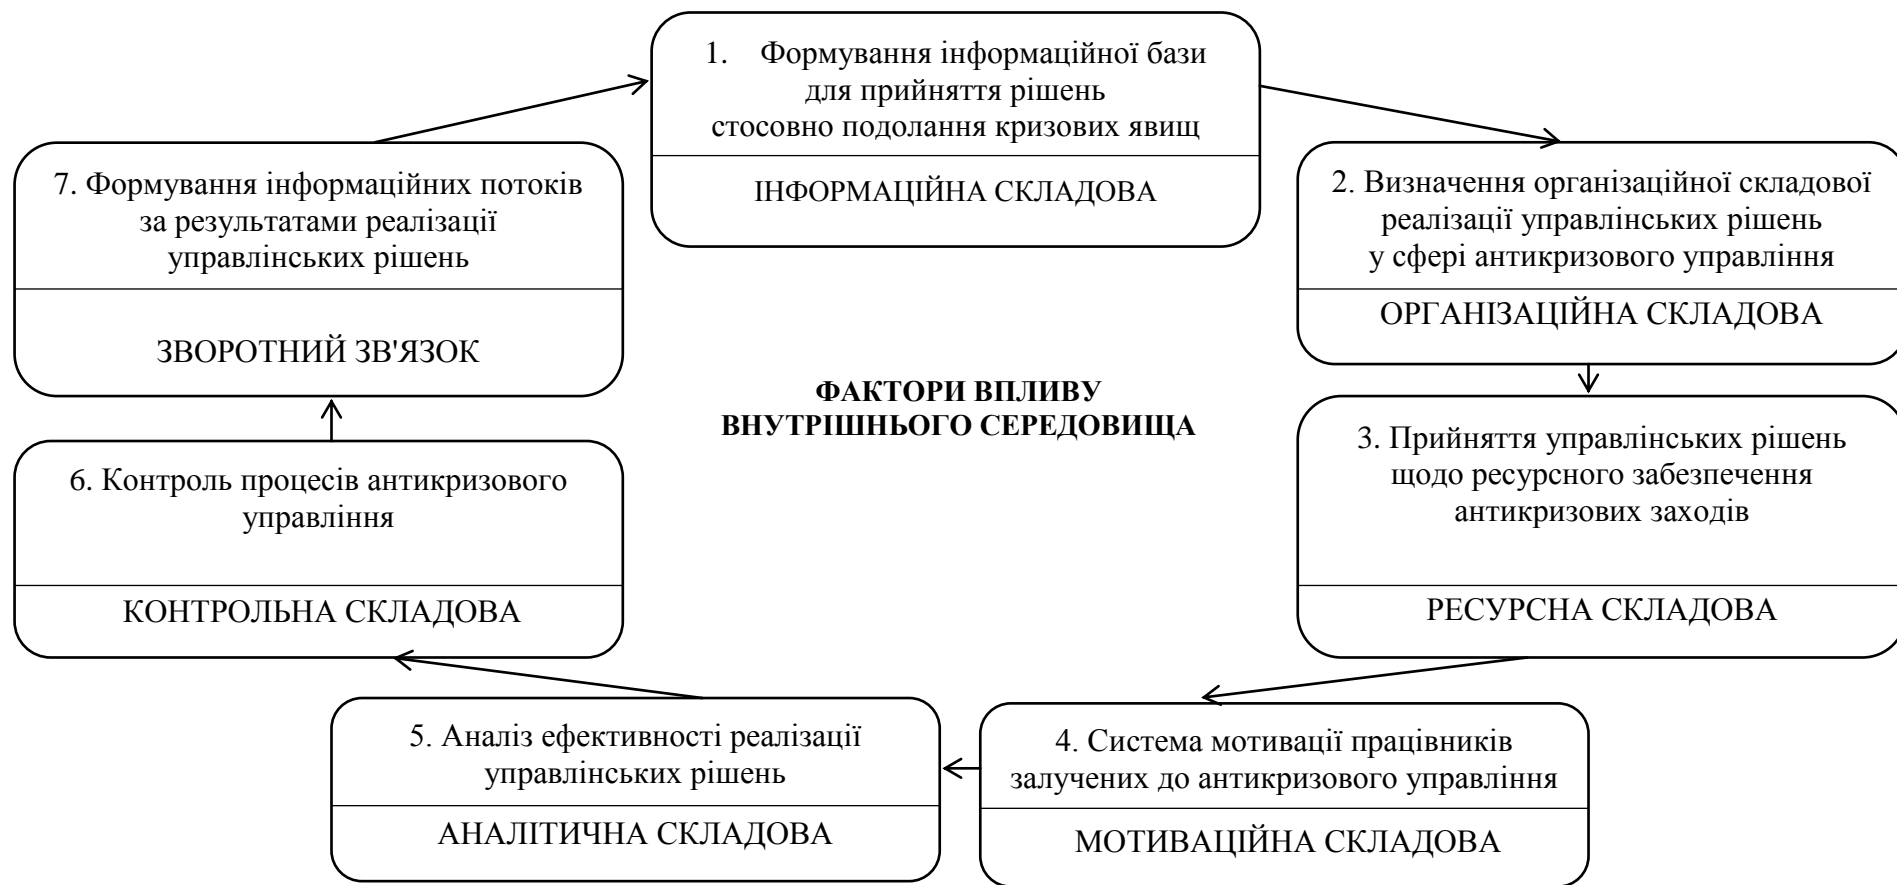 1. Формування інформаційної бази
для прийняття рішень
стосовно подолання кризових явищ
ІНФОРМАЦІЙНА СКЛАДОВА
2. Визначення організаційної складової
реалізації управлінських рішень
у сфері антикризового управління
ОРГАНІЗАЦІЙНА СКЛАДОВА
3. Прийняття управлінських рішень
щодо ресурсного забезпечення
антикризових заходів
РЕСУРСНА СКЛАДОВА
4. Система мотивації працівників
залучених до антикризового управління
МОТИВАЦІЙНА СКЛАДОВА
5. Аналіз ефективності реалізації
управлінських рішень
АНАЛІТИЧНА СКЛАДОВА
6. Контроль процесів антикризового
управління
КОНТРОЛЬНА СКЛАДОВА
7. Формування інформаційних потоків
за результатами реалізації
управлінських рішень
ЗВОРОТНИЙ ЗВ'ЯЗОК
ФАКТОРИ ВПЛИВУ
ВНУТРІШНЬОГО СЕРЕДОВИЩА